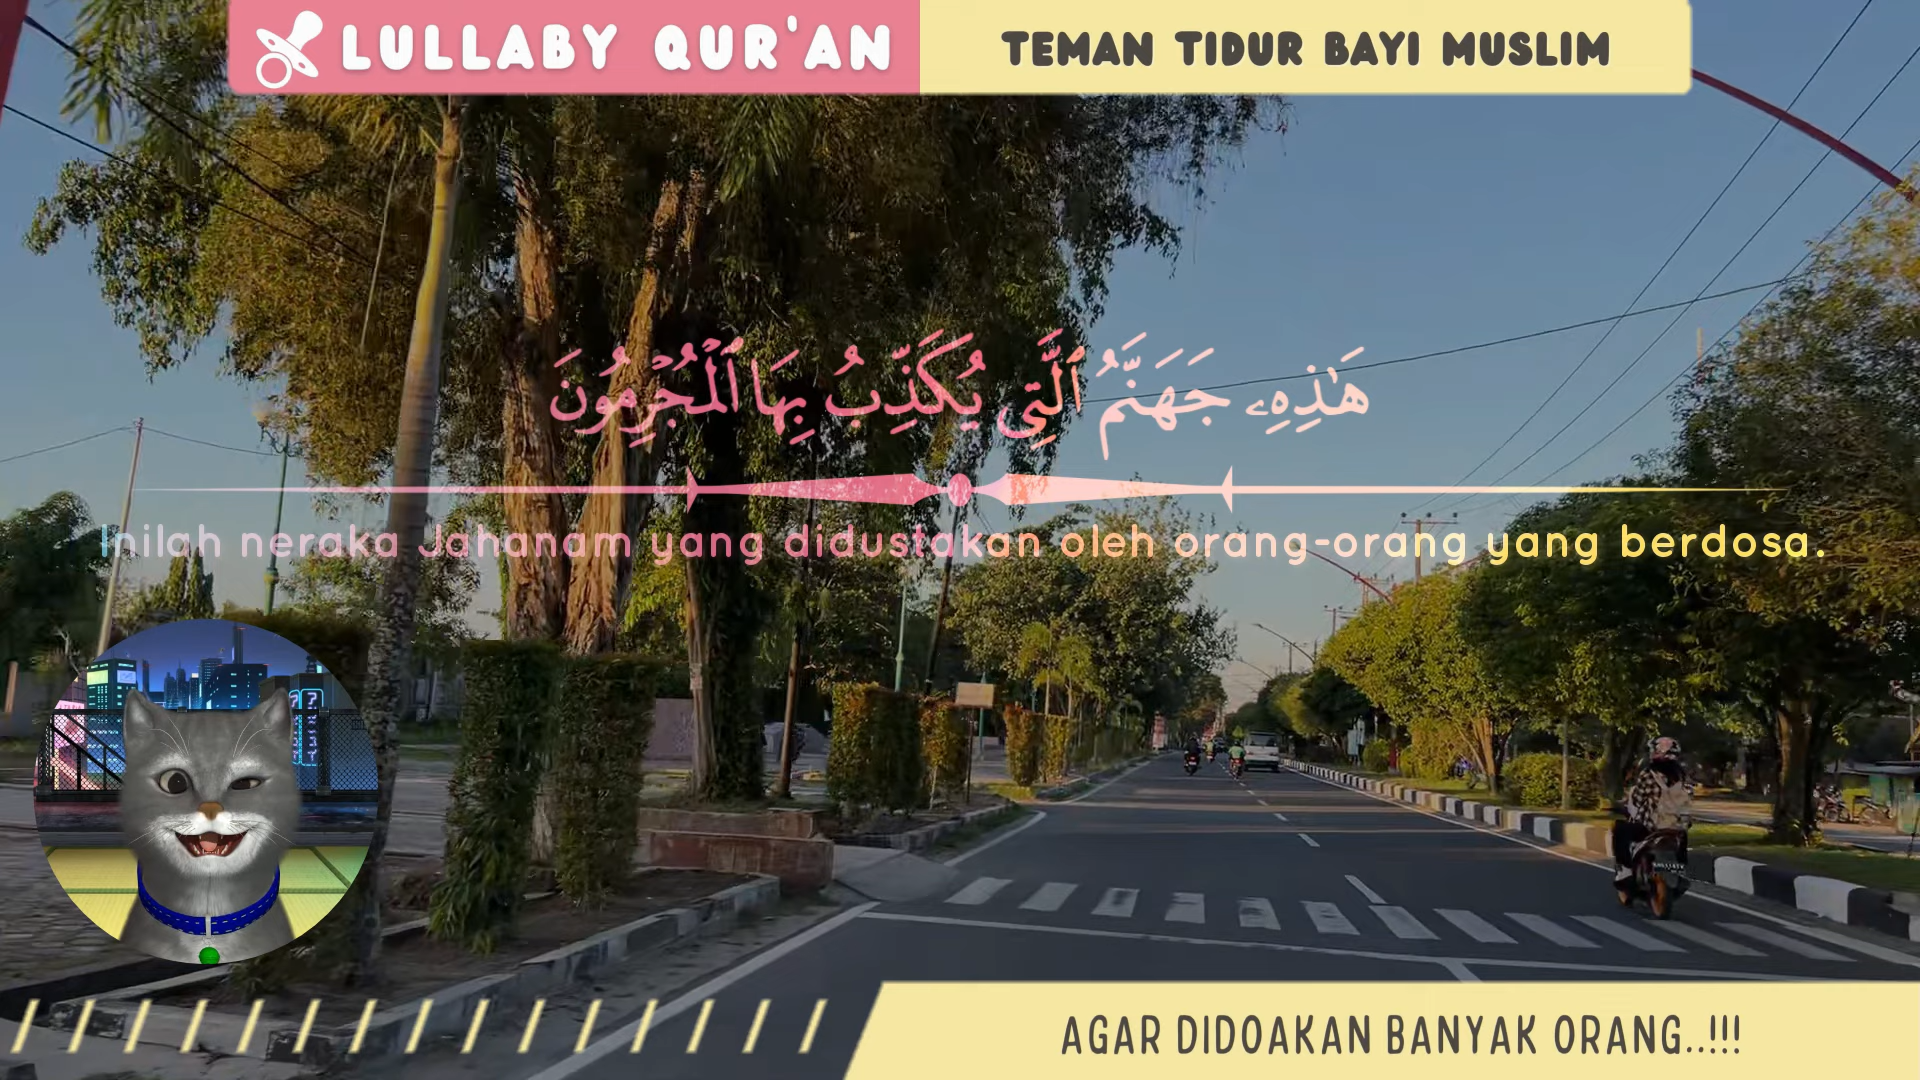 LULLABY QUR'AN
TEMAN TIDUR BAYI MUSLIM
هَٰذِهِۦ جَهَنَّمُ ٱلَّتِى يُكَذِّبُ بِهَا ٱلْمُجْرِمُونَ
Inilah neraka Jahanam yang didustakan oleh orang-orang yang berdosa.
AGAR DIDOAKAN BANYAK ORANG..!!!